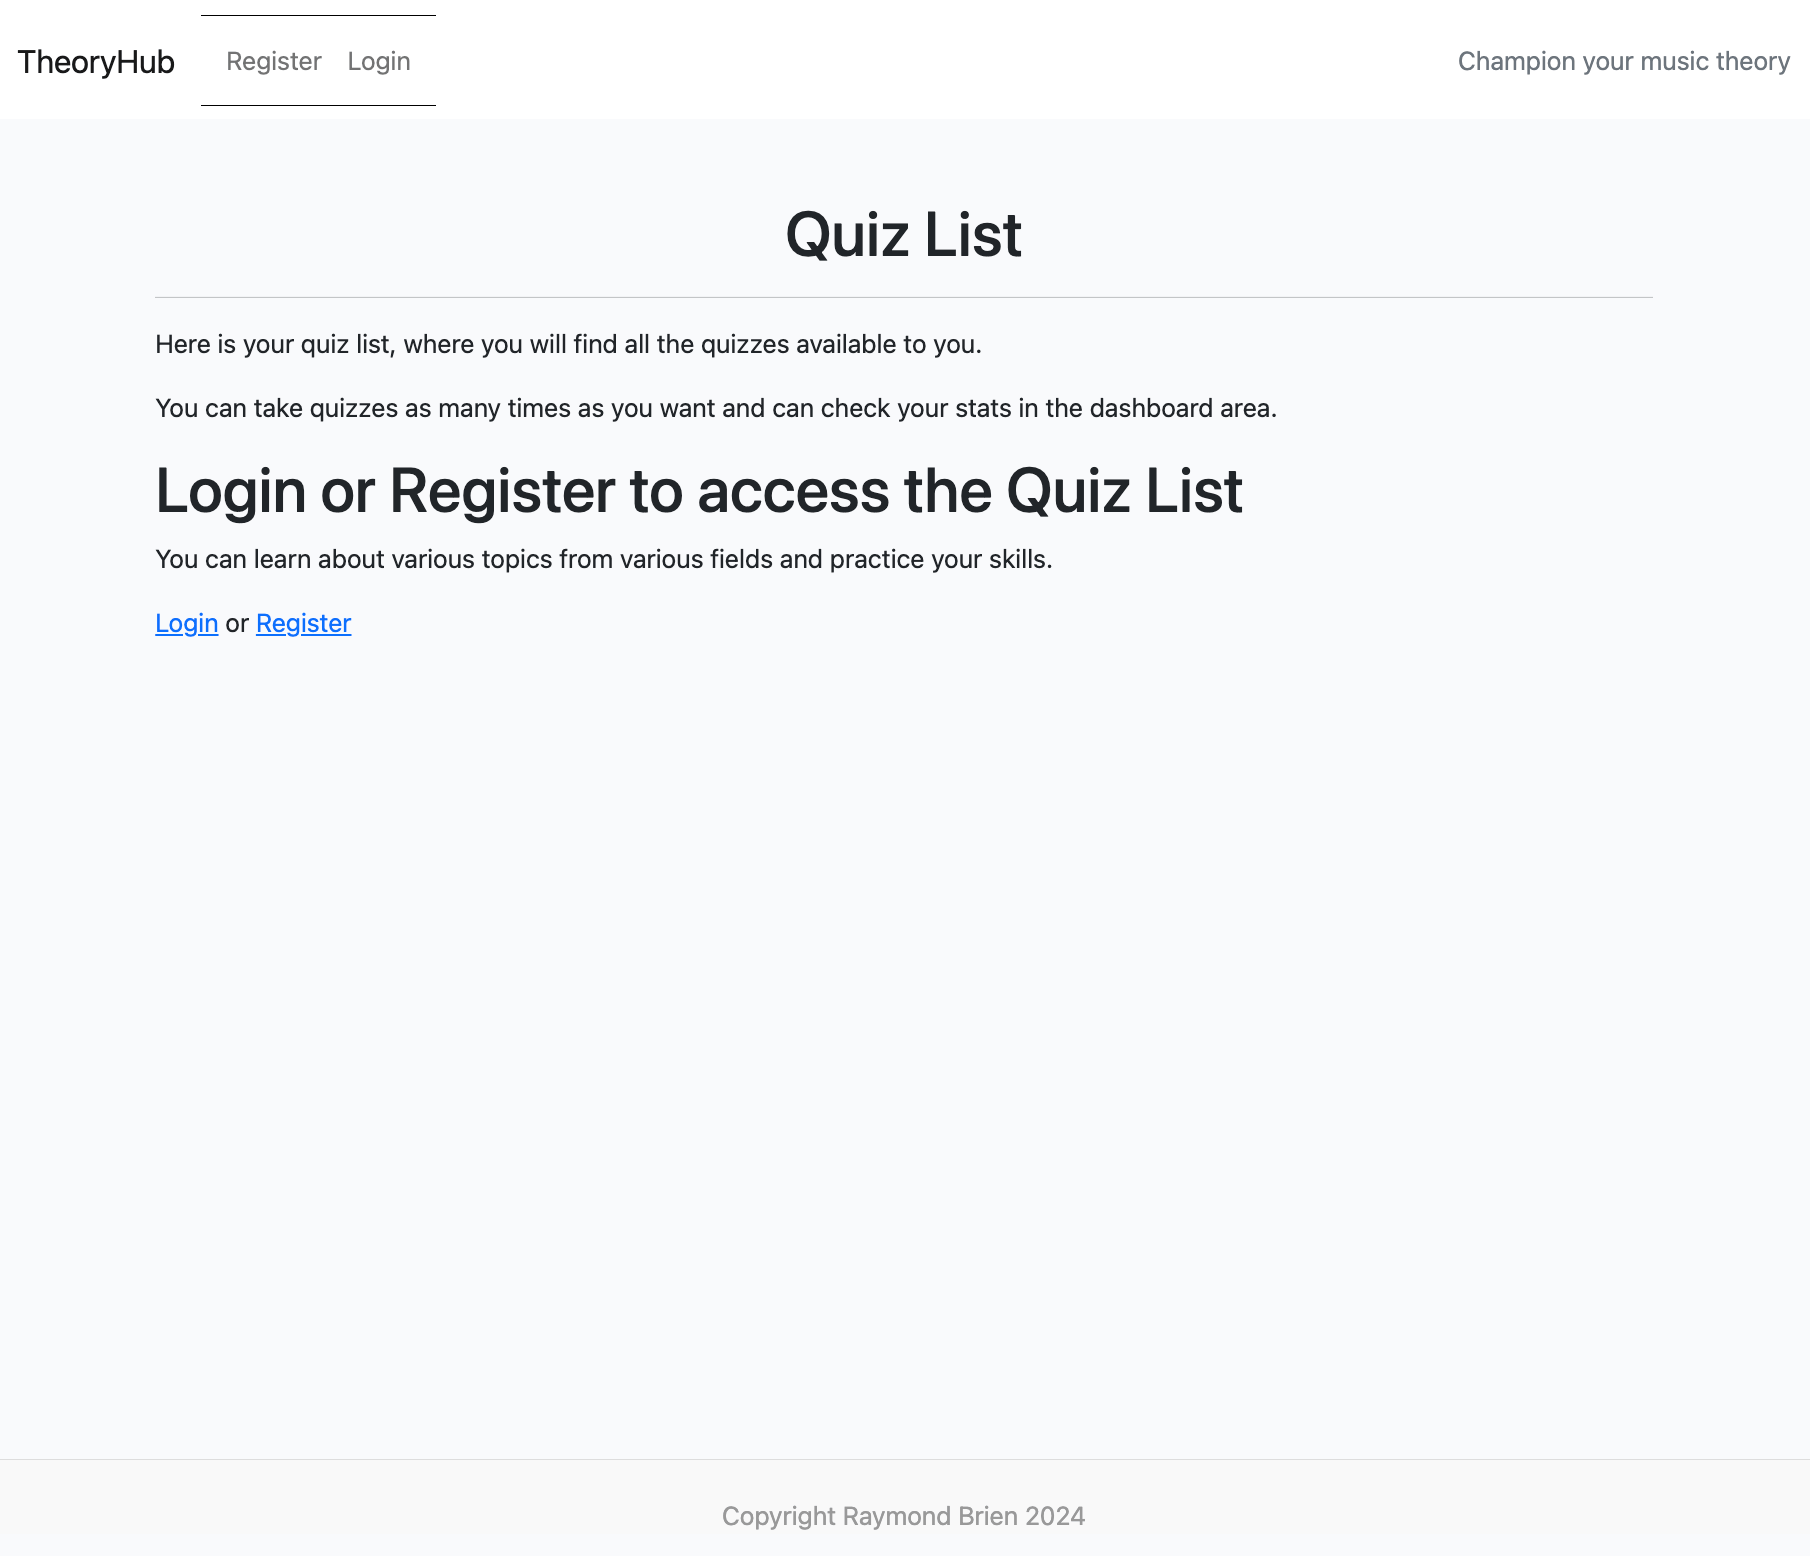 TheoryHub
Register Login
Champion your music theory
Quiz List
Here is your quiz list, where you will find all the quizzes available to you.
You can take quizzes as many times as you want and can check your stats in the dashboard area.
Login or Register to access the Quiz List
You can learn about various topics from various fields and practice your skills.
Login or Register
Copyright Raymond Brien 2024